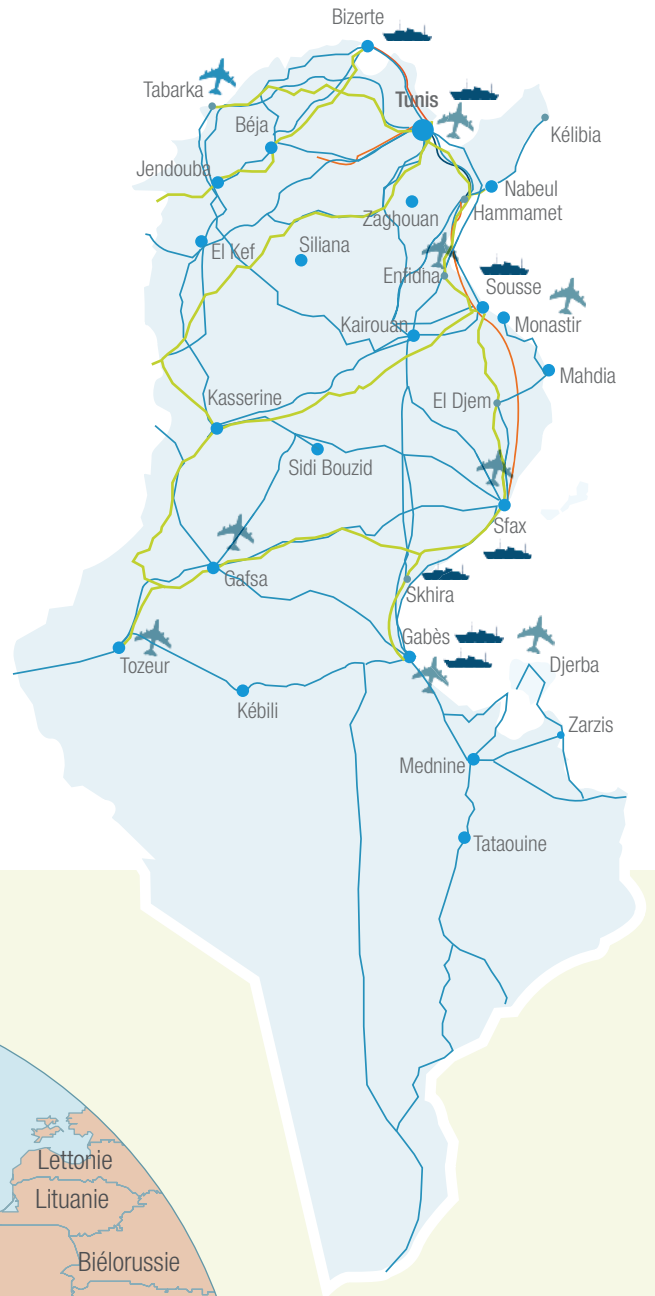 Bizerte
Tabarka
Tunis
Béja
Kélibia
Jendouba
Nabeul
Zaghouan
Hammamet
El Kef
Siliana
Enfidha
Sousse
Kairouan
Monastir
Mahdia
Kasserine
El Djem
Sidi Bouzid
Sfax
Gafsa
Skhira
Gabès
Tozeur
Djerba
Kébili
Zarzis
Mednine
Tataouine
Lettonie
Lituanie
Biélorussie